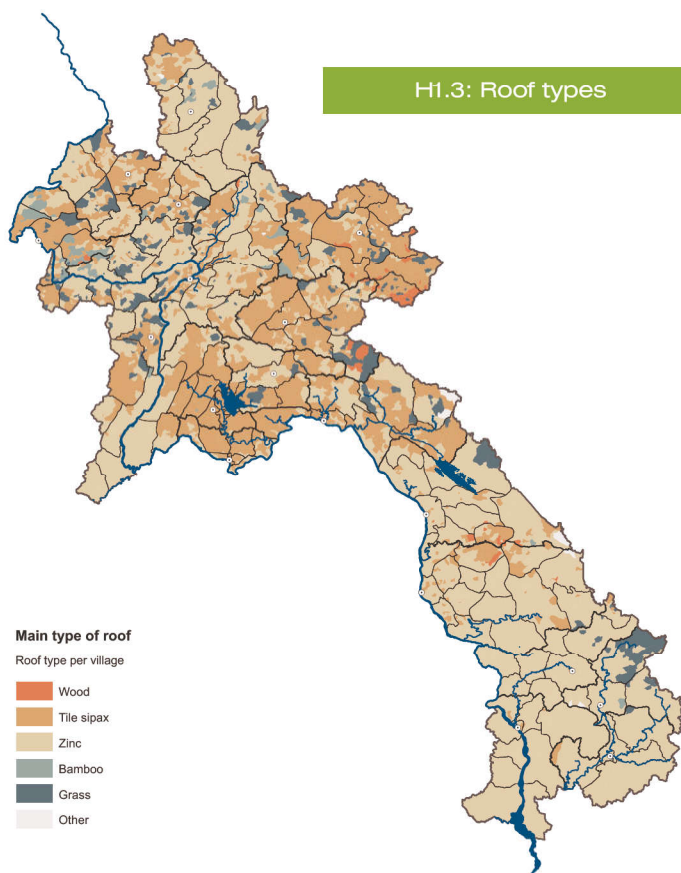 H1.3: Roof types
Main type of roof
Roof type per village
Wood
Tile sipax
Zinc
Bamboo
Grass
Other